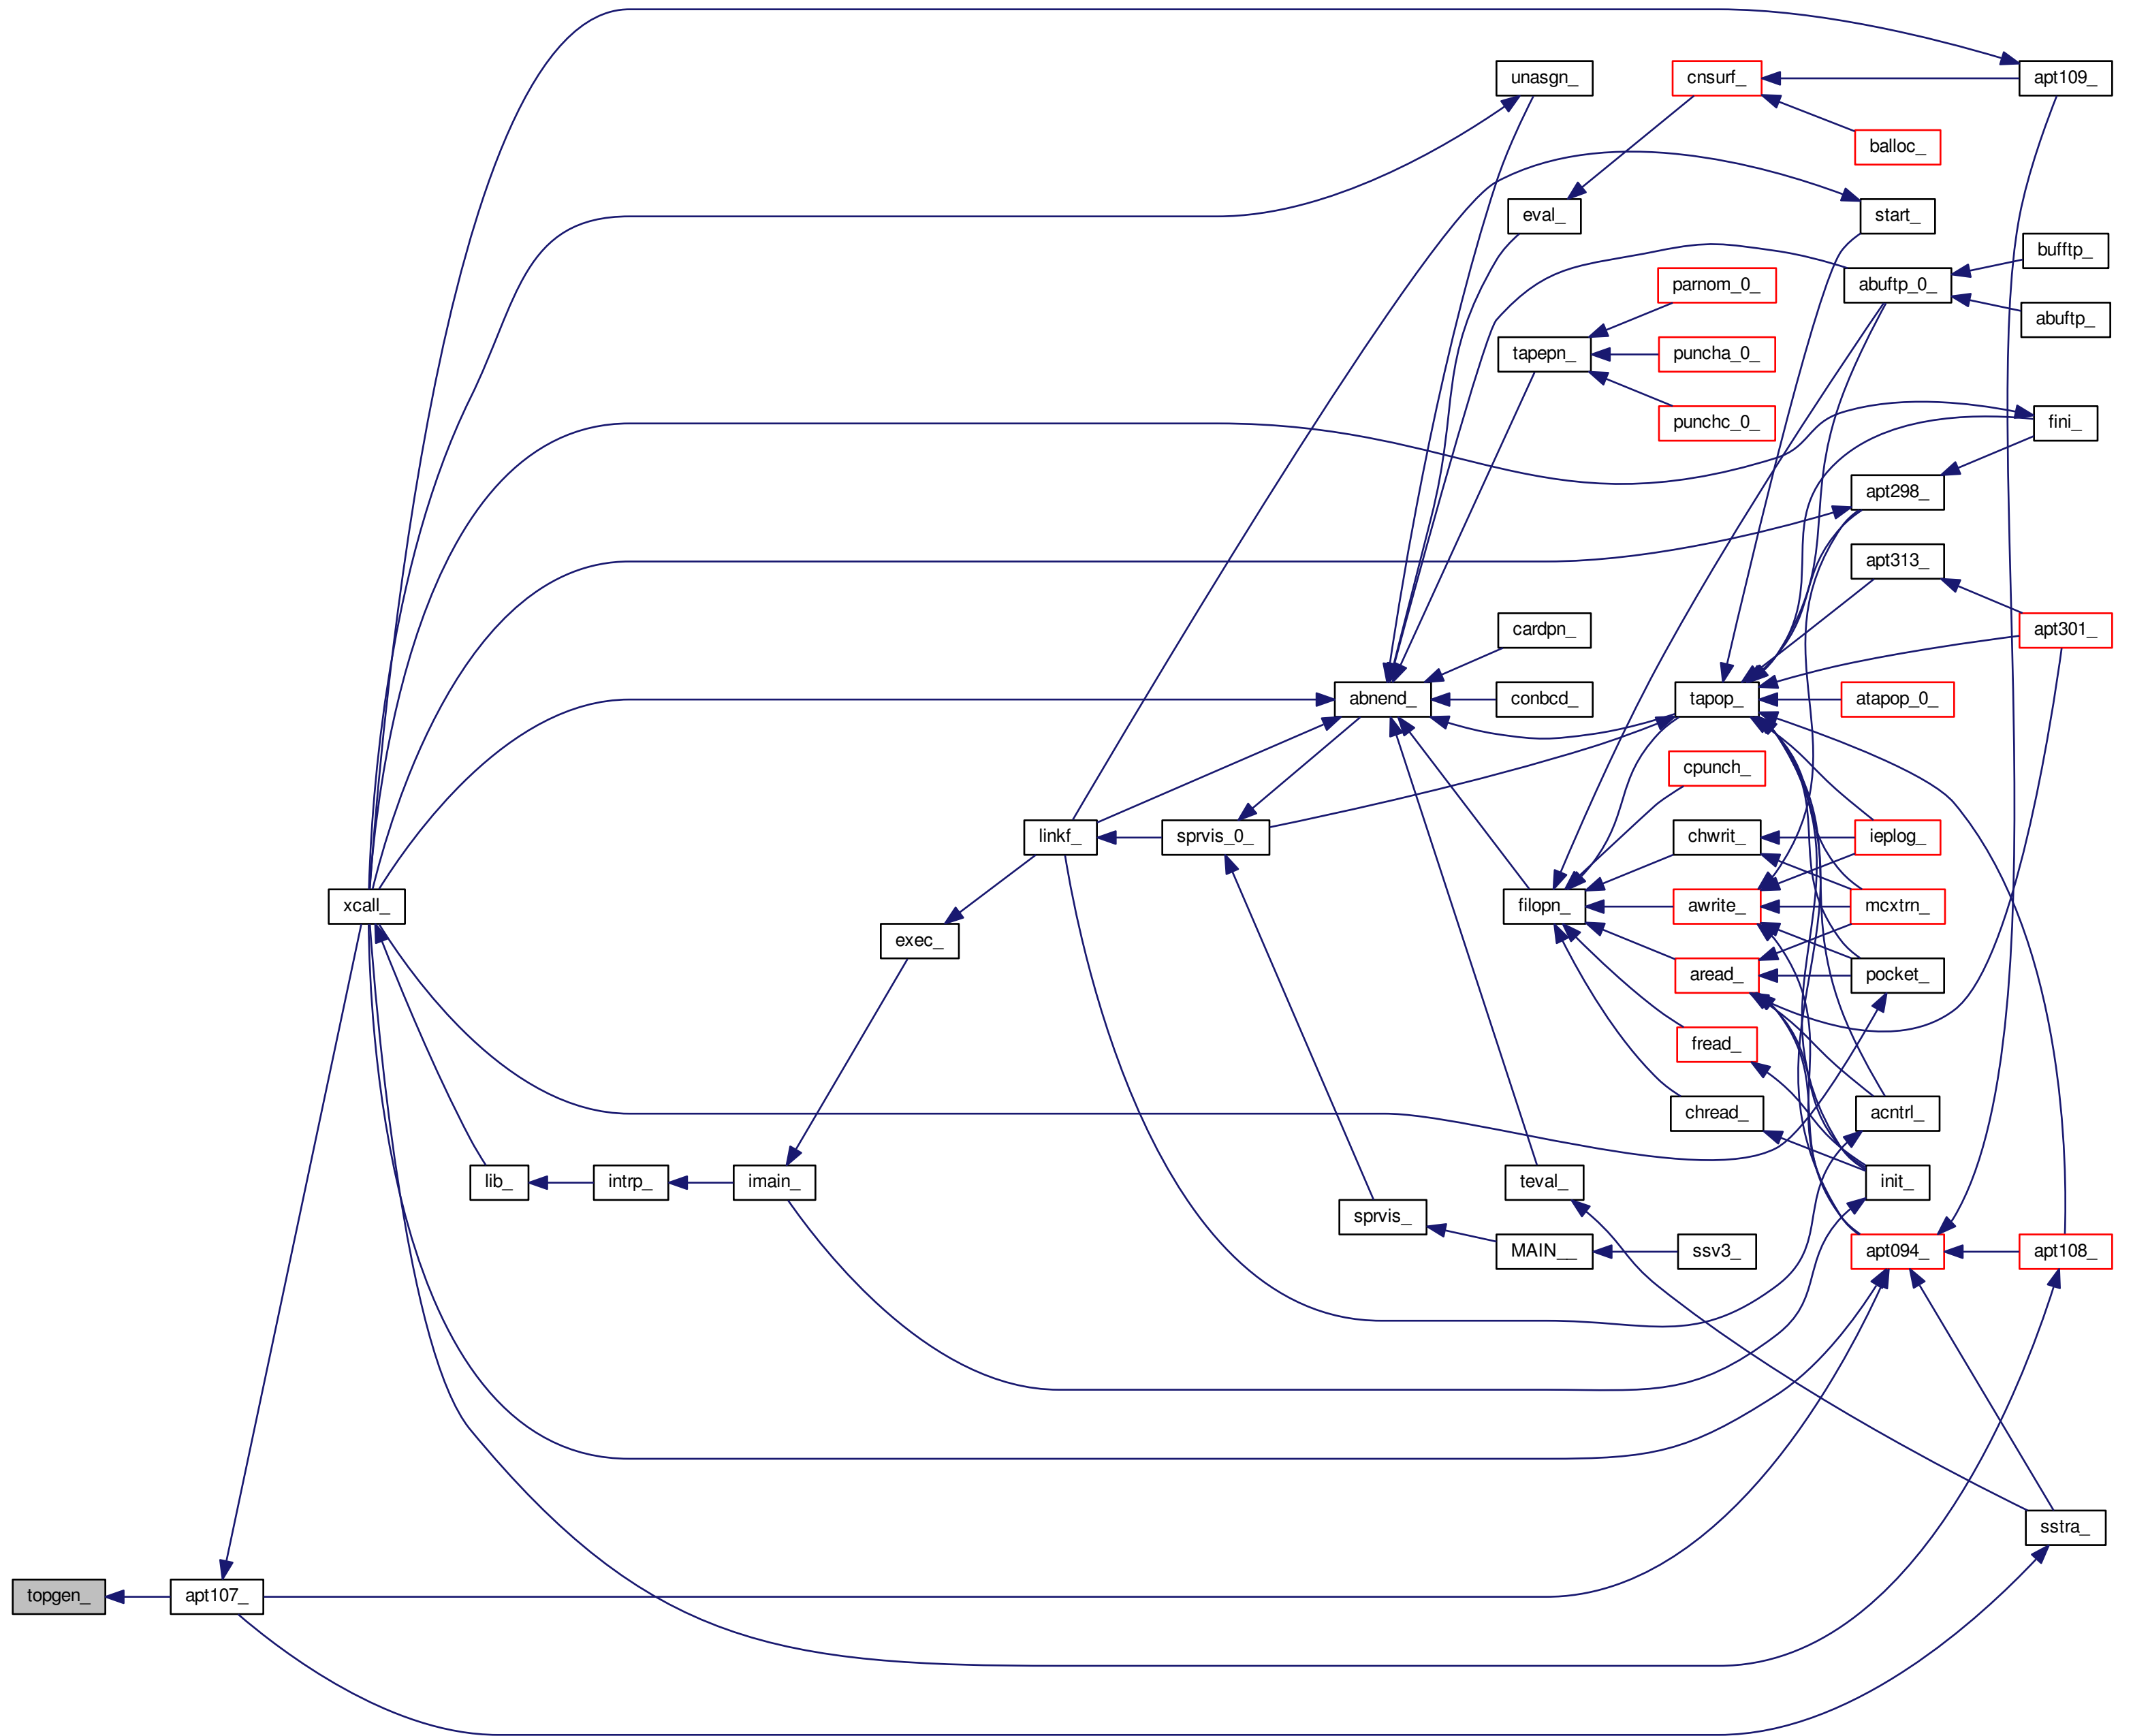 unasgn_
cnsurf_
apt109_
balloc_
eval_
start_
bufftp_
parnom_0_
abuftp_0_
abuftp_
tapepn_
puncha_0_
punchc_0_
fini_
apt298_
apt313_
cardpn_
apt301_
abnend_
conbcd_
tapop_
atapop_0_
cpunch_
linkf_
sprvis_0_
chwrit_
ieplog_
xcall_
filopn_
awrite_
mcxtrn_
exec_
aread_
pocket_
fread_
chread_
acntrl_
lib_
intrp_
imain_
teval_
init_
sprvis_
MAIN__
ssv3_
apt094_
apt108_
sstra_
topgen_
apt107_